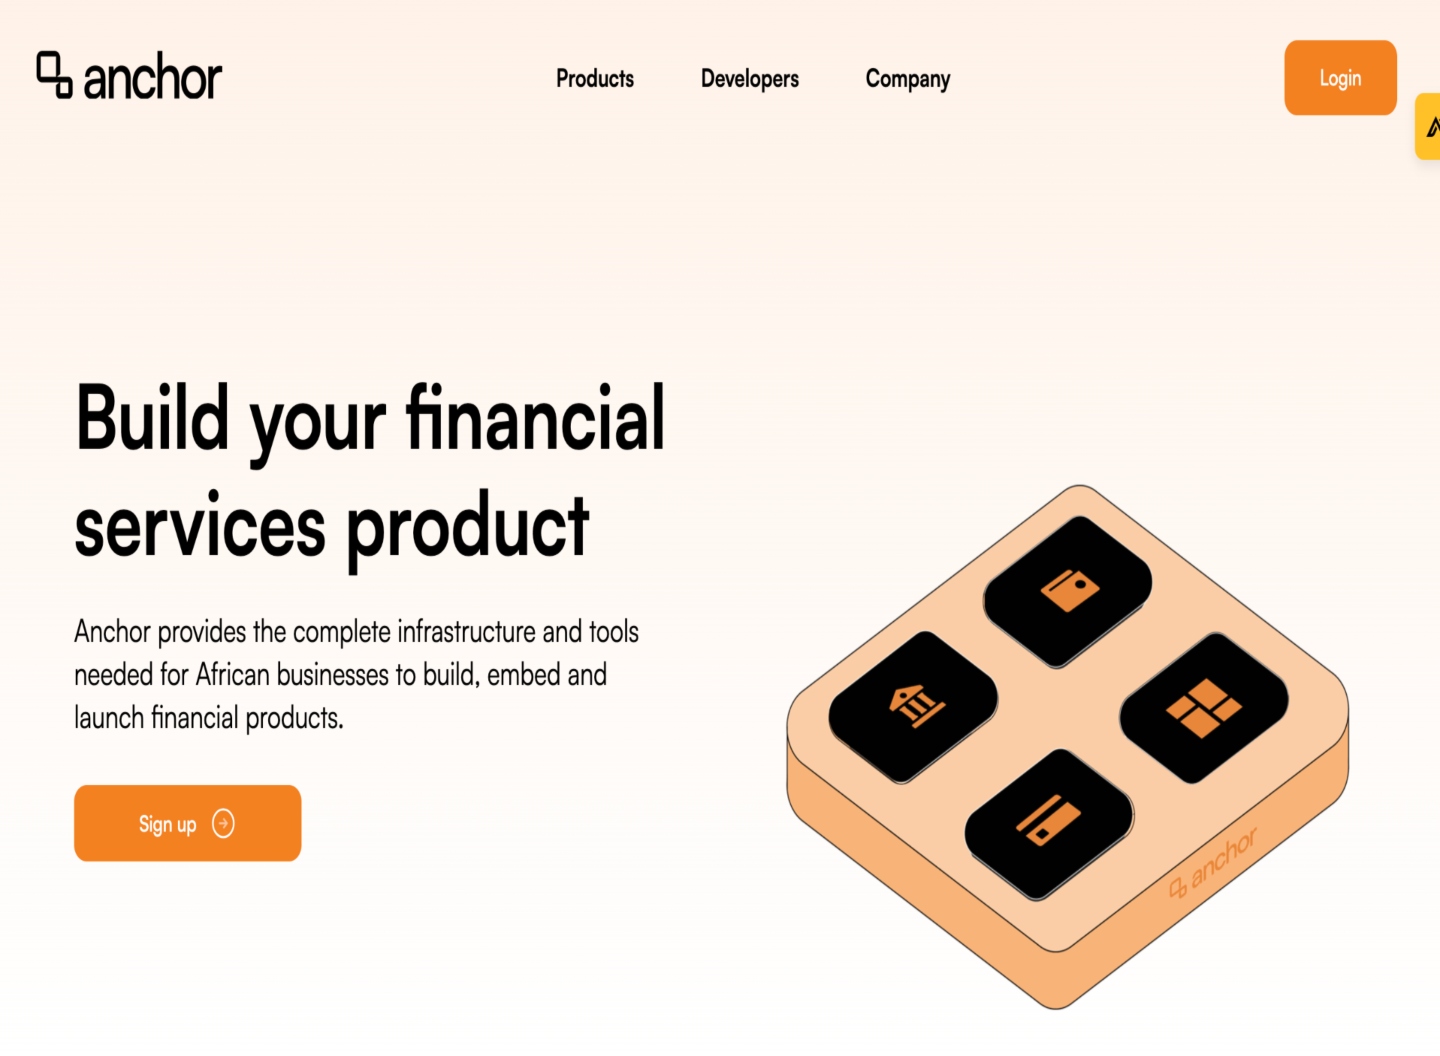 anchor
Products
Developers
Company
Login
Build your financial
services product
Anchor provides the complete infrastructure and tools
needed for African businesses to build, embed and
launch financial products.
Sign up
anchor